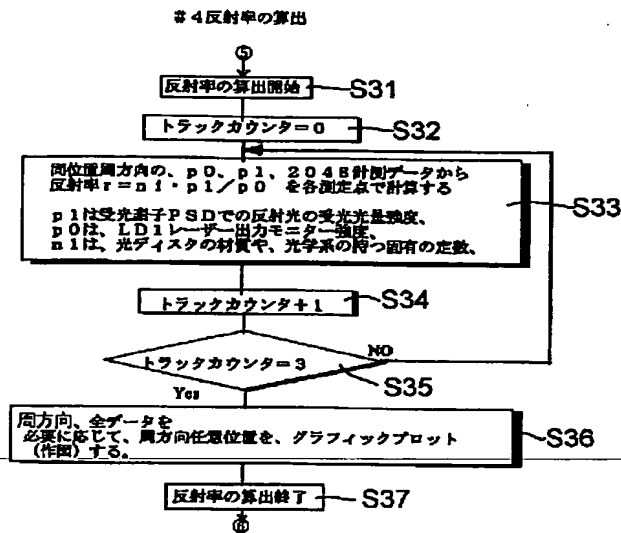 #4反射率の算出
⑤
反射率の算出開始 S31
トラックカウンタ=0 S32
同位置周方向の、p0、p1、2048計測データから
反射率r=n1・p1/p0 を各測定点で計算する
p1は受光素子PSDでの反射光の受光光量強度、
p0は、LD1レーザー出力モニター強度、
n1は、光ディスクの材質や、光学系の持つ固有の定数、
S33
トラックカウンタ+1 S34
トラックカウンター=3 NO
S35
Yes
周方向、全データを
必要に応じて、周方向任意位置を、グラフィックプロット
(作図)する。
S36
反射率の算出終了 S37
⑥